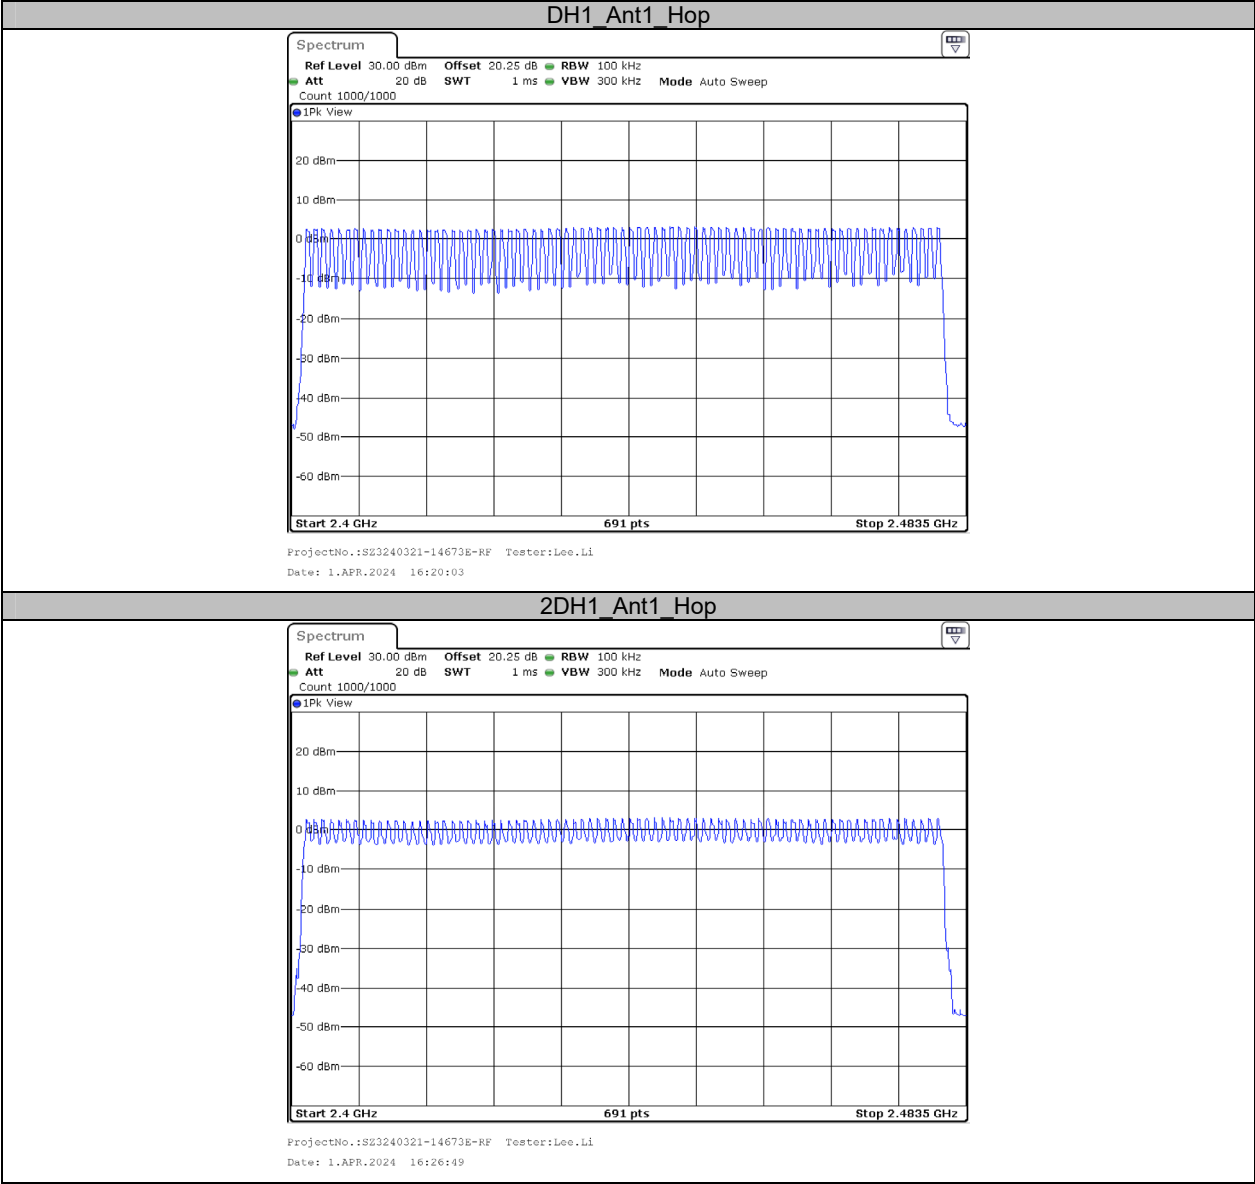 DH1_Ant1_Hop
Spectrum
Ref Level 30.00 dBm Offset 20.25 dB RBW 100 kHz
Att 20 dB SWT 1 ms VBW 300 kHz Mode Auto Sweep
Count 1000/1000
1Pk View
20 dBm
10 dBm
0 dBm
-10 dBm
-20 dBm
-30 dBm
-40 dBm
-50 dBm
-60 dBm
Start 2.4 GHz 691 pts Stop 2.4835 GHz
ProjectNo.:SZ3240321-14673E-RF Tester:Lee.Li
Date: 1.APR.2024 16:20:03
2DH1_Ant1_Hop
Spectrum
Ref Level 30.00 dBm Offset 20.25 dB RBW 100 kHz
Att 20 dB SWT 1 ms VBW 300 kHz Mode Auto Sweep
Count 1000/1000
1Pk View
20 dBm
10 dBm
0 dBm
-10 dBm
-20 dBm
-30 dBm
-40 dBm
-50 dBm
-60 dBm
Start 2.4 GHz 691 pts Stop 2.4835 GHz
ProjectNo.:SZ3240321-14673E-RF Tester:Lee.Li
Date: 1.APR.2024 16:26:49